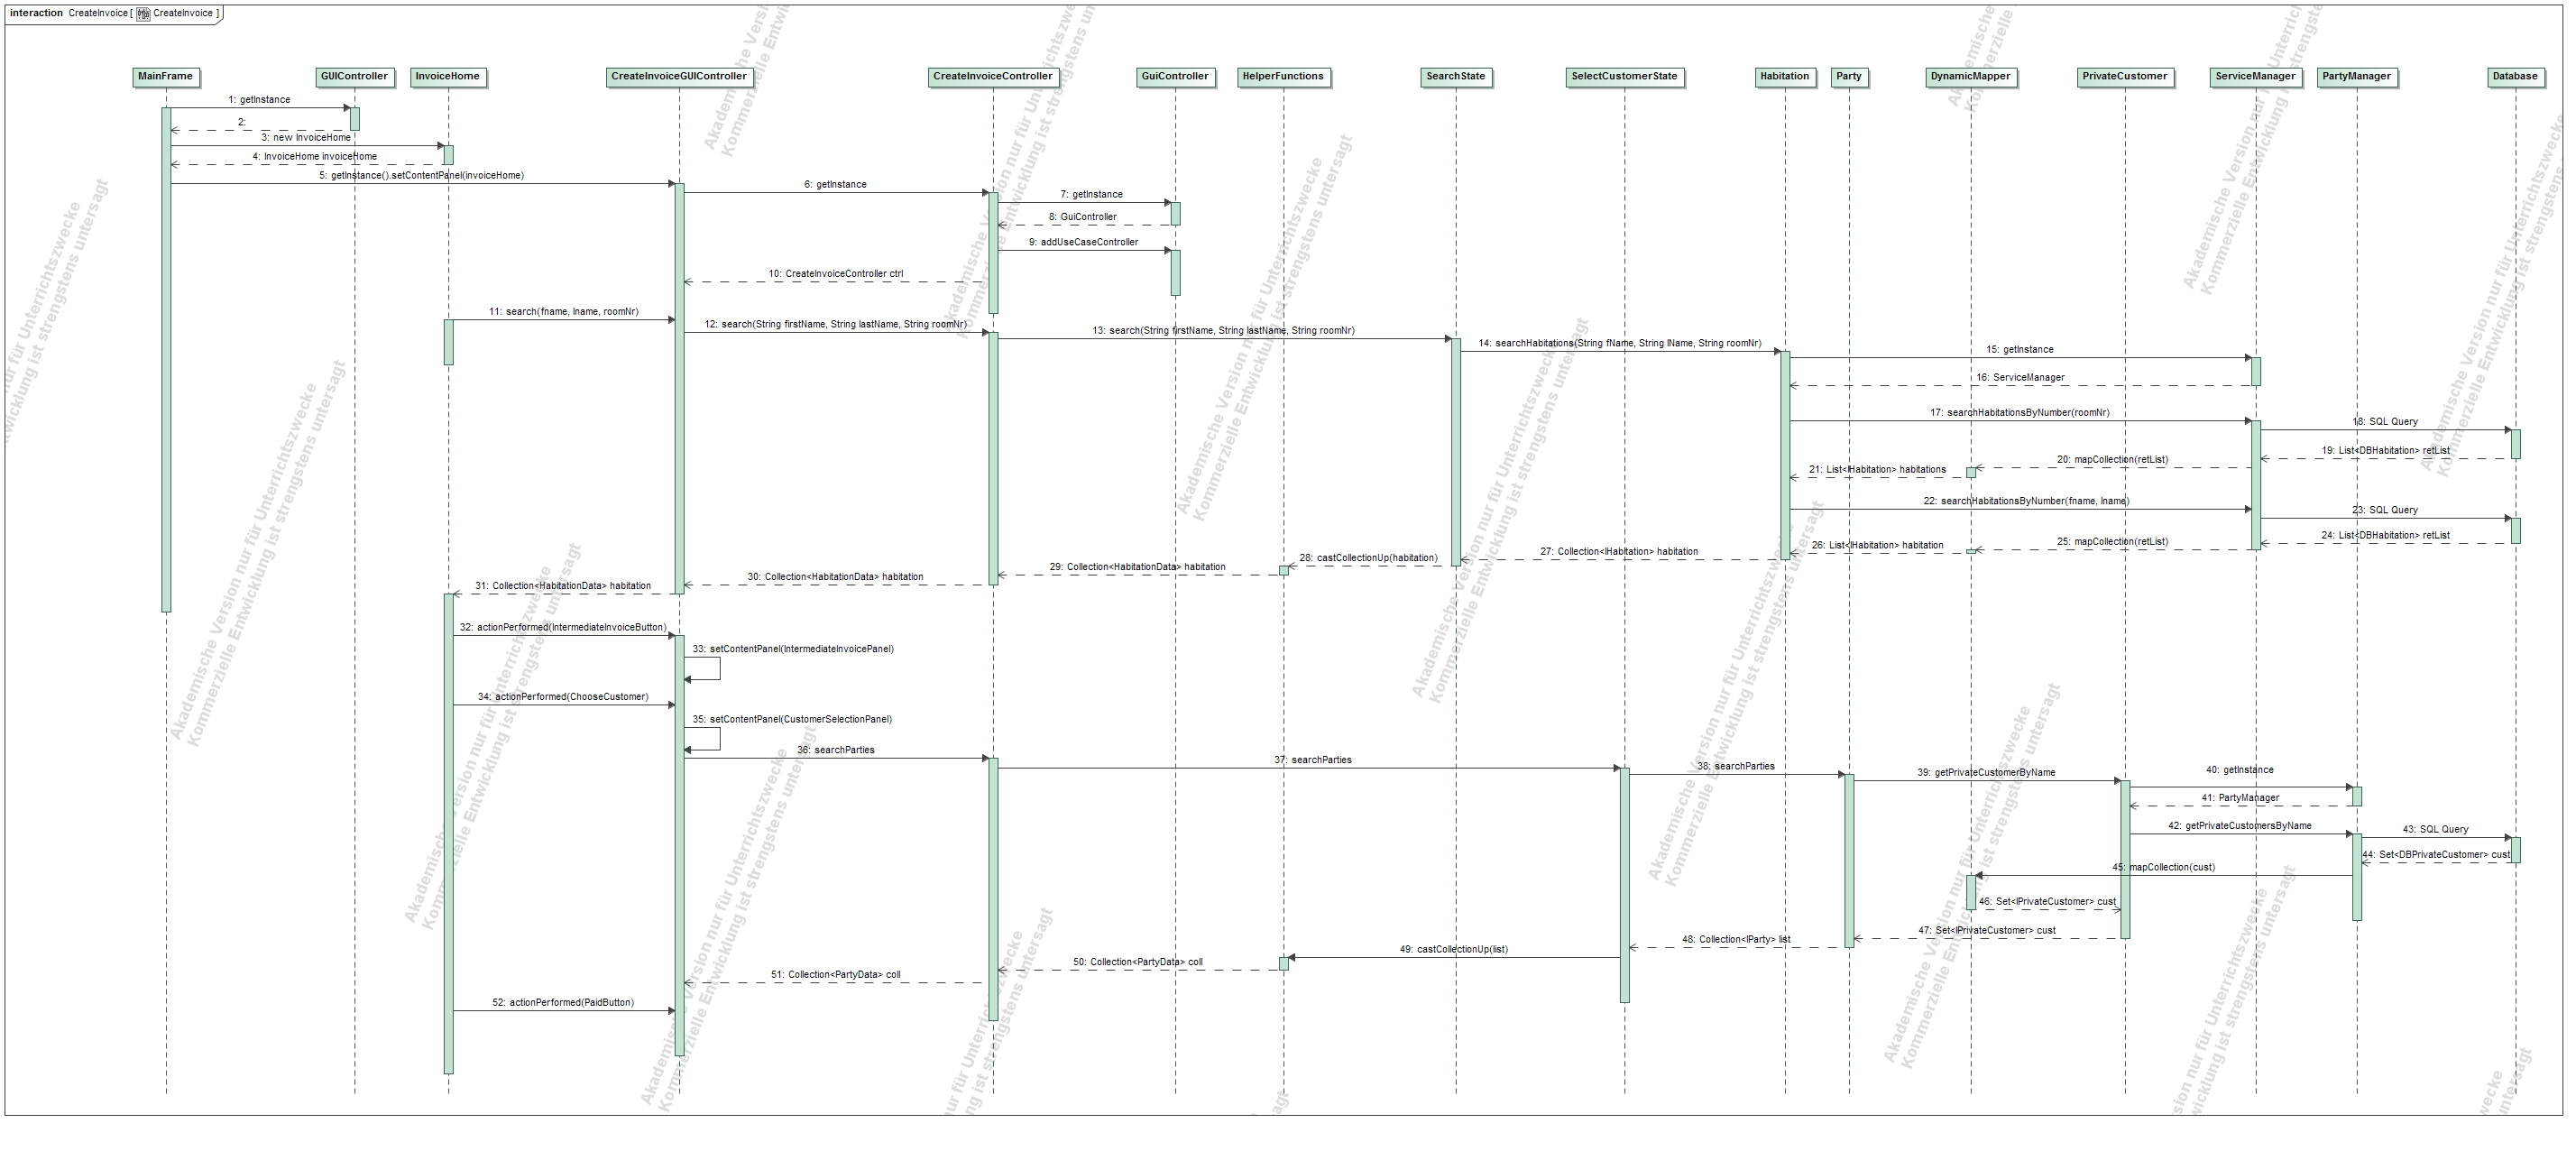 interaction CreateInvoice [ CreateInvoice ]
MainFrame
GUIController
InvoiceHome
CreateInvoiceGUIController
CreateInvoiceController
GuiController
HelperFunctions
SearchState
SelectCustomerState
Habitation
Party
DynamicMapper
PrivateCustomer
ServiceManager
PartyManager
Database
1: getInstance
2:
3: new InvoiceHome
4: InvoiceHome invoiceHome
5: getInstance().setContentPanel(invoiceHome)
6: getInstance
7: getInstance
8: GuiController
9: addUseCaseController
10: CreateInvoiceController ctrl
11: search(fname, lname, roomNr)
12: search(String firstName, String lastName, String roomNr)
13: search(String firstName, String lastName, String roomNr)
14: searchHabitations(String fName, String lName, String roomNr)
15: getInstance
16: ServiceManager
17: searchHabitationsByNumber(roomNr)
18: SQL Query
19: List<DBHabitation> retList
20: mapCollection(retList)
21: List<IHabitation> habitations
22: searchHabitationsByNumber(fname, lname)
23: SQL Query
24: List<DBHabitation> retList
25: mapCollection(retList)
26: List<IHabitation> habitation
27: Collection<IHabitation> habitation
28: castCollectionUp(habitation)
29: Collection<HabitationData> habitation
30: Collection<HabitationData> habitation
31: Collection<HabitationData> habitation
32: actionPerformed(IntermediateInvoiceButton)
33: setContentPanel(IntermediateInvoicePanel)
34: actionPerformed(ChooseCustomer)
35: setContentPanel(CustomerSelectionPanel)
36: searchParties
37: searchParties
38: searchParties
39: getPrivateCustomerByName
40: getInstance
41: PartyManager
42: getPrivateCustomersByName
43: SQL Query
44: Set<DBPrivateCustomer> cust
45: mapCollection(cust)
46: Set<IPrivateCustomer> cust
47: Set<IPrivateCustomer> cust
48: Collection<IParty> list
49: castCollectionUp(list)
50: Collection<PartyData> coll
51: Collection<PartyData> coll
52: actionPerformed(PaidButton)
Akademische Version nur für Unterrichtszwecke
Kommerzielle Entwicklung ist strengstens untersagt